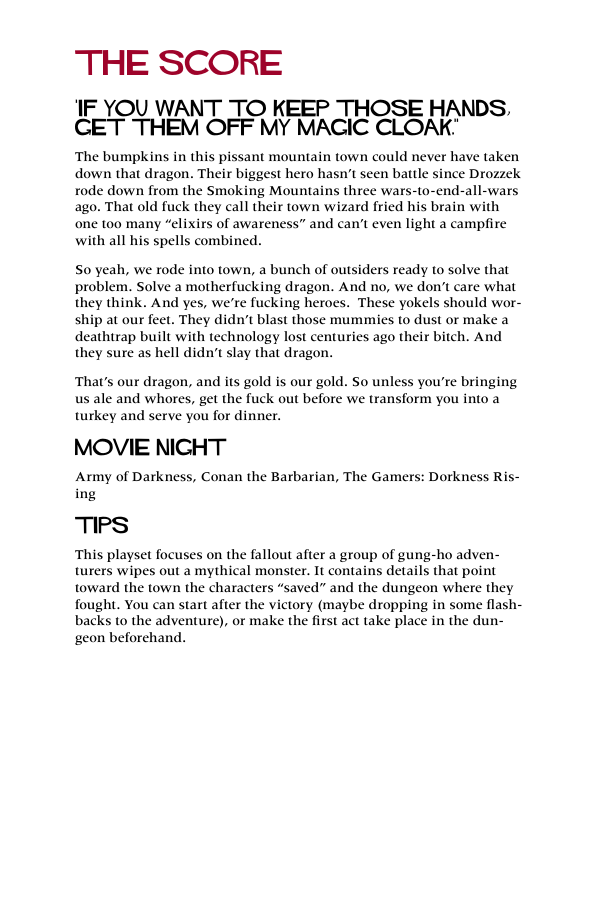 THE SCORE
"IF YOU WANT TO KEEP THOSE HANDS,
GET THEM OFF MY MAGIC CLOAK."
The bumpkins in this pissant mountain town could never have taken
down that dragon. Their biggest hero hasn’t seen battle since Drozzek
rode down from the Smoking Mountains three wars-to-end-all-wars
ago. That old fuck they call their town wizard fried his brain with
one too many “elixirs of awareness” and can’t even light a campfire
with all his spells combined.
So yeah, we rode into town, a bunch of outsiders ready to solve that
problem. Solve a motherfucking dragon. And no, we don’t care what
they think. And yes, we’re fucking heroes.  These yokels should wor-
ship at our feet. They didn’t blast those mummies to dust or make a
deathtrap built with technology lost centuries ago their bitch. And
they sure as hell didn’t slay that dragon.
That’s our dragon, and its gold is our gold. So unless you’re bringing
us ale and whores, get the fuck out before we transform you into a
turkey and serve you for dinner.
MOVIE NIGHT
Army of Darkness, Conan the Barbarian, The Gamers: Dorkness Ris-
ing
TIPS
This playset focuses on the fallout after a group of gung-ho adven-
turers wipes out a mythical monster. It contains details that point
toward the town the characters “saved” and the dungeon where they
fought. You can start after the victory (maybe dropping in some flash-
backs to the adventure), or make the first act take place in the dun-
geon beforehand.